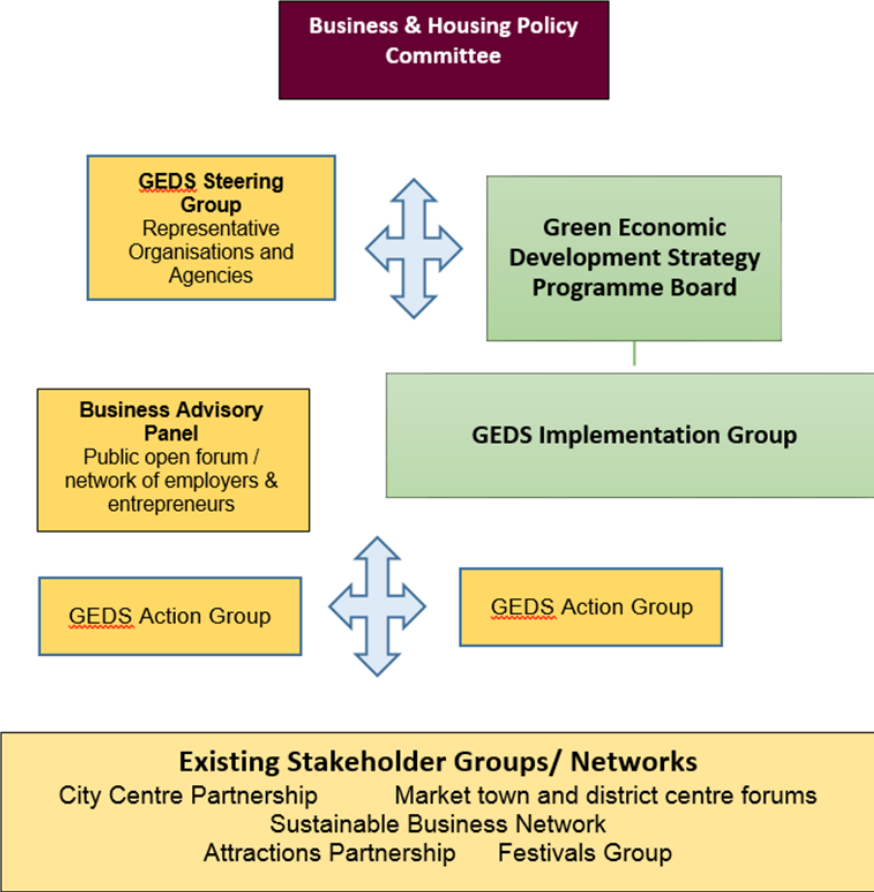 Business & Housing Policy
Committee
GEDS Steering
Group
Representative
Organisations and
Agencies
Green Economic
Development Strategy
Programme Board
Business Advisory
Panel
Public open forum /
network of employers &
entrepreneurs
GEDS Implementation Group
GEDS Action Group
GEDS Action Group
Existing Stakeholder Groups/ Networks
City Centre Partnership Market town and district centre forums
Sustainable Business Network
Attractions Partnership Festivals Group